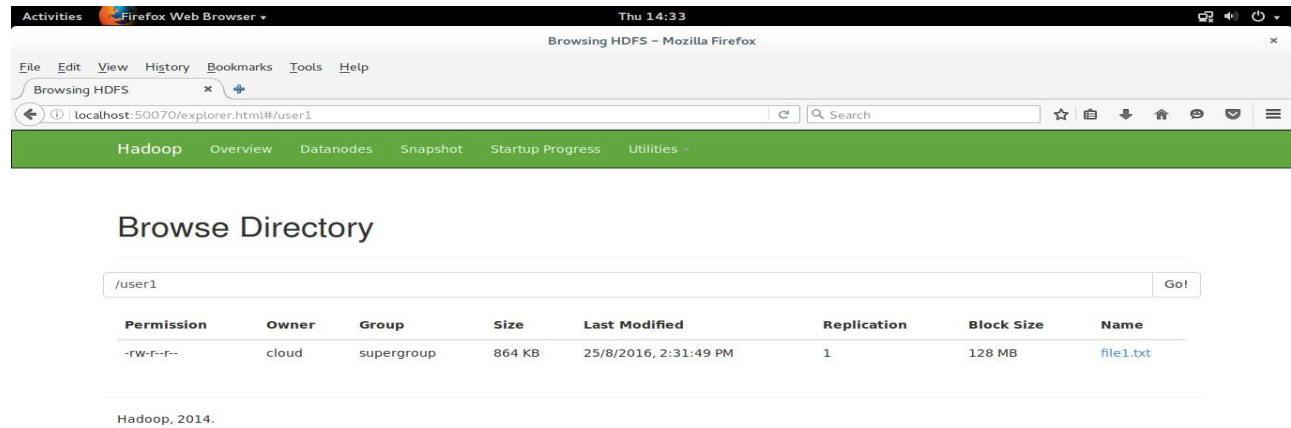 Activities Firefox Web Browser Thu 14:33
Browsing HDFS – Mozilla Firefox
File Edit View History Bookmarks Tools Help
Browsing HDFS
localhost:50070/explorer.html#/user1 Search
Hadoop Overview Datanodes Snapshot Startup Progress Utilities
Browse Directory
/user1 Go!
Permission Owner Group Size Last Modified Replication Block Size Name
-rw-r--r-- cloud supergroup 864 KB 25/8/2016, 2:31:49 PM 1 128 MB file1.txt
Hadoop, 2014.